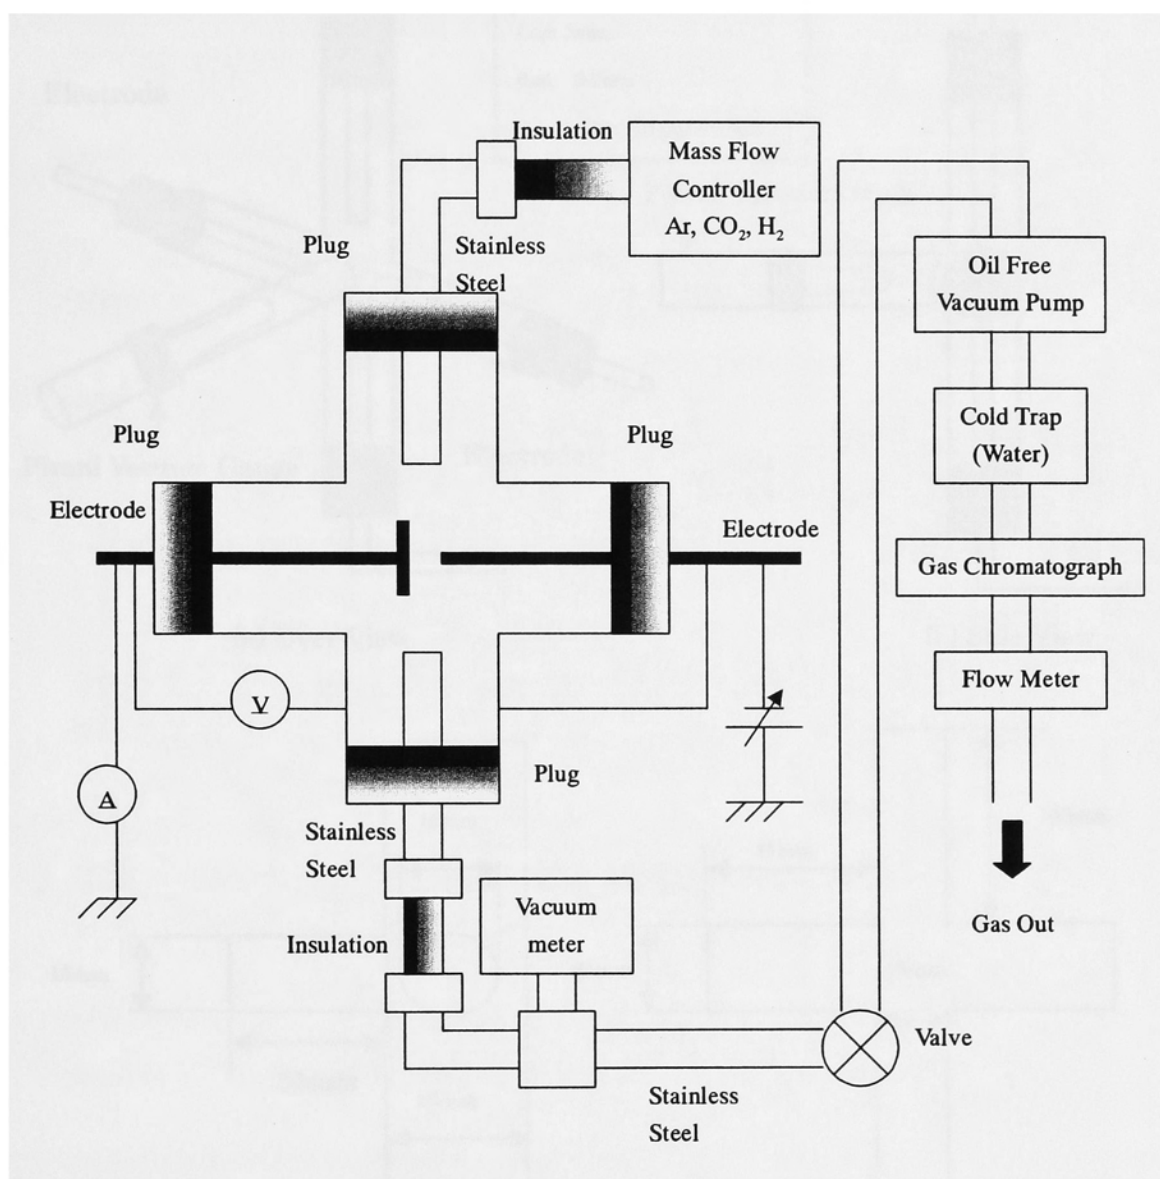 Insulation
Mass Flow
Controller
Ar, CO₂, H₂
Plug
Stainless
Steel
Oil Free
Vacuum Pump
Cold Trap
(Water)
Plug
Plug
Electrode
Electrode
Gas Chromatograph
Flow Meter
V
A
Plug
Stainless
Steel
Vacuum
meter
Insulation
Gas Out
Valve
Stainless
Steel
Electrode